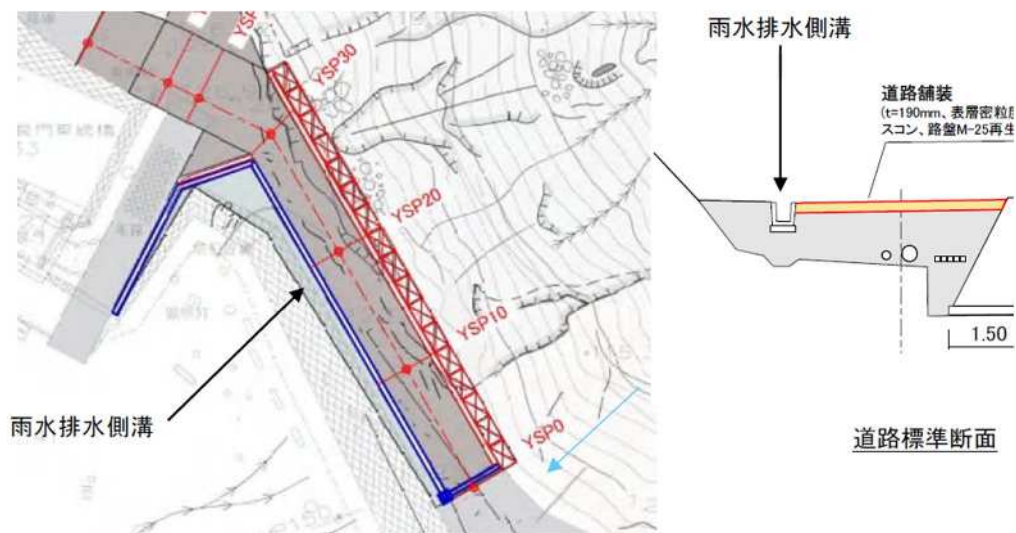 雨水排水側溝
道路舗装
(t=190mm、表層密粒度
スコン、路盤M-25再生
YSP30
YSP20
YSP10
YSP0
雨水排水側溝
1.50
道路標準断面